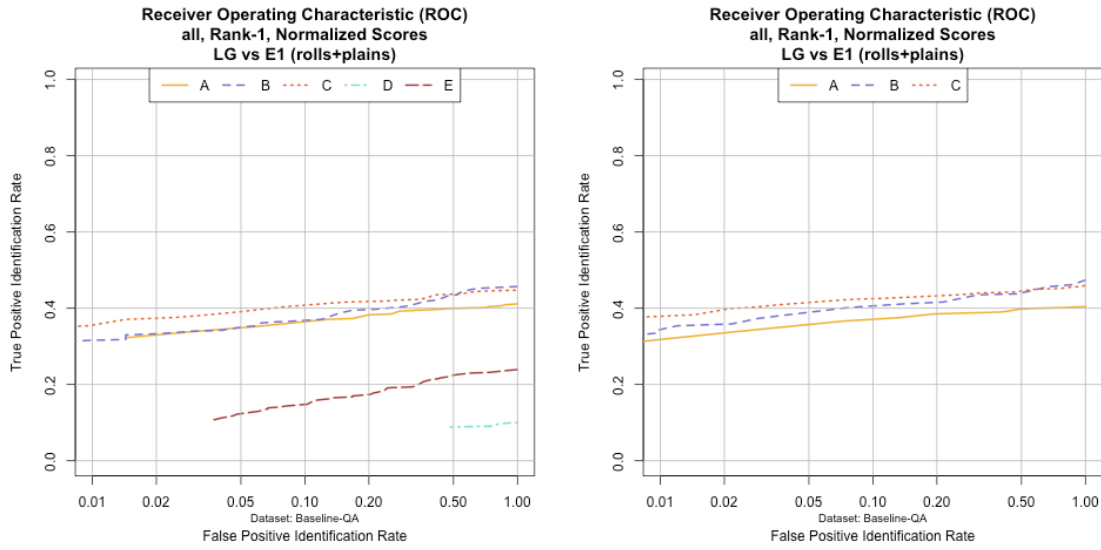 Receiver Operating Characteristic (ROC)
all, Rank-1, Normalized Scores
LG vs E1 (rolls+plains)
A B C D E
True Positive Identification Rate
1.0
0.8
0.6
0.4
0.2
0.0
0.01 0.02 0.05 0.10 0.20 0.50 1.00
Dataset: Baseline-QA
False Positive Identification Rate
Receiver Operating Characteristic (ROC)
all, Rank-1, Normalized Scores
LG vs E1 (rolls+plains)
A B C
True Positive Identification Rate
1.0
0.8
0.6
0.4
0.2
0.0
0.01 0.02 0.05 0.10 0.20 0.50 1.00
Dataset: Baseline-QA
False Positive Identification Rate